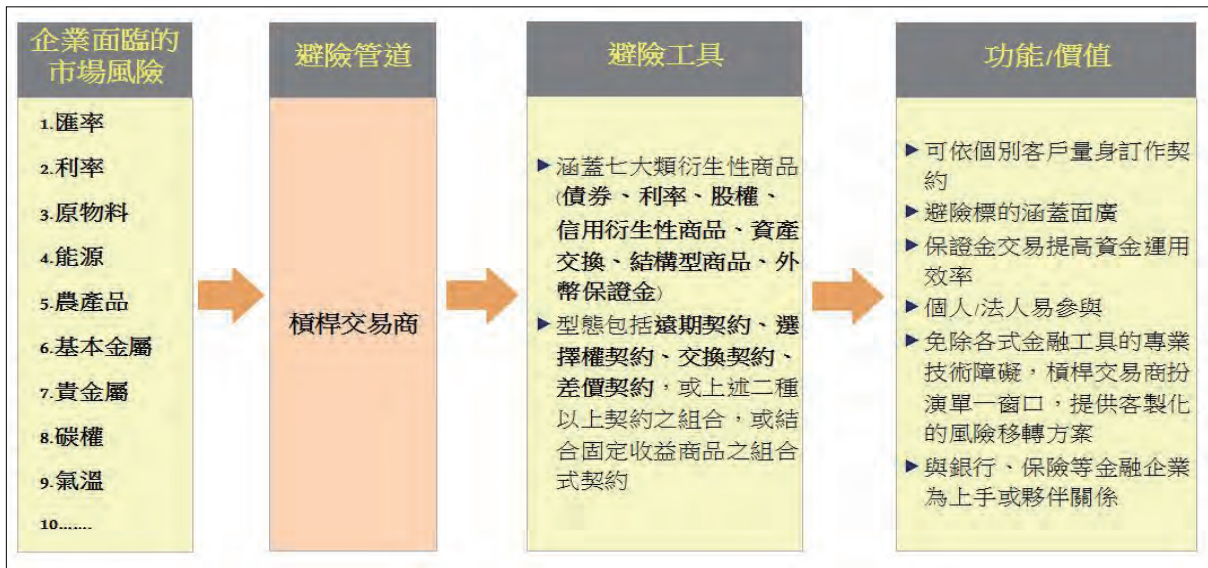 企業面臨的
市場風險
1.匯率
2.利率
3.原物料
4.能源
5.農產品
6.基本金屬
7.貴金屬
8.碳權
9.氣溫
10.......
避險管道
槓桿交易商
避險工具
►涵蓋七大類衍生性商品
(債券、利率、股權、
信用衍生性商品、資產
交換、結構型商品、外
幣保證金)
►型態包括遠期契約、選
擇權契約、交換契約、
差價契約，或上述二種
以上契約之組合，或結
合固定收益商品之組合
式契約
功能/價值
►可依個別客戶量身訂作契
約
►避險標的涵蓋面廣
►保證金交易提高資金運用
效率
►個人/法人易參與
►免除各式金融工具的專業
技術障礙，槓桿交易商扮
演單一窗口，提供客製化
的風險移轉方案
►與銀行、保險等金融企業
為上手或夥伴關係